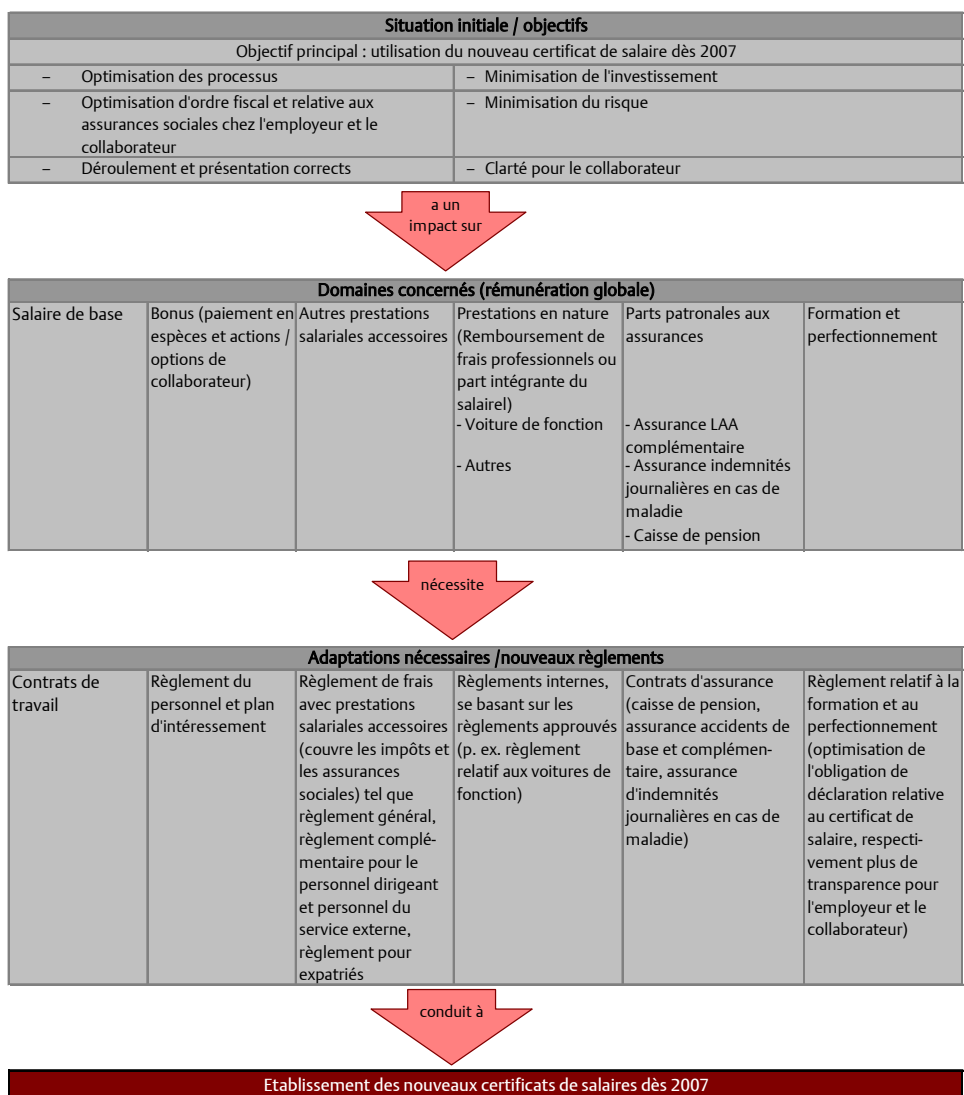 Situation initiale / objectifs
Objectif principal : utilisation du nouveau certificat de salaire dès 2007
– Optimisation des processus
– Minimisation de l'investissement
– Optimisation d'ordre fiscal et relative aux
assurances sociales chez l'employeur et le
collaborateur
– Minimisation du risque
– Déroulement et présentation corrects
– Clarté pour le collaborateur
a un
impact sur
Domaines concernés (rémunération globale)
Salaire de base
Bonus (paiement en
espèces et actions /
options de
collaborateur)
Autres prestations
salariales accessoires
Prestations en nature
(Remboursement de
frais professionnels ou
part intégrante du
salairel)
- Voiture de fonction
- Autres
Parts patronales aux
assurances
- Assurance LAA
complémentaire
- Assurance indemnités
journalières en cas de
maladie
- Caisse de pension
Formation et
perfectionnement
nécessite
Adaptations nécessaires /nouveaux règlements
Contrats de
travail
Règlement du
personnel et plan
d'intéressement
Règlement de frais
avec prestations
salariales accessoires
(couvre les impôts et
les assurances
sociales) tel que
règlement général,
règlement complé-
mentaire pour le
personnel dirigeant
et personnel du
service externe,
règlement pour
expatriés
Règlements internes,
se basant sur les
règlements approuvés
(p. ex. règlement
relatif aux voitures de
fonction)
Contrats d'assurance
(caisse de pension,
assurance accidents de
base et complémen-
taire, assurance
d'indemnités
journalières en cas de
maladie)
Règlement relatif à la
formation et au
perfectionnement
(optimisation de
l'obligation de
déclaration relative
au certificat de
salaire, respecti-
vement plus de
transparence pour
l'employeur et le
collaborateur)
conduit à
Etablissement des nouveaux certificats de salaires dès 2007